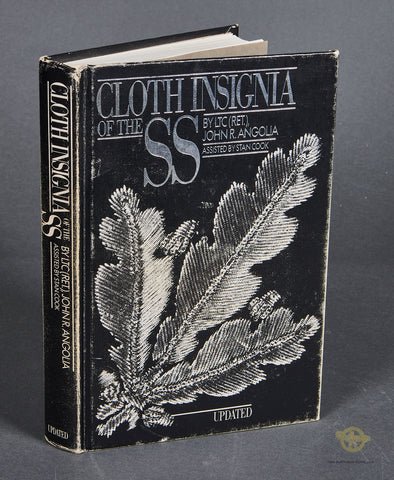 CLOTH INSIGNIA
OF THE SS
BY LTC (RET.)
JOHN R. ANGOLIA
ASSISTED BY STAN COOK
UPDATED
CLOTH INSIGNIA
OF THE
SS
BY LTC (RET.) JOHN R. ANGOLIA
ASSISTED BY STAN COOK
UPDATED